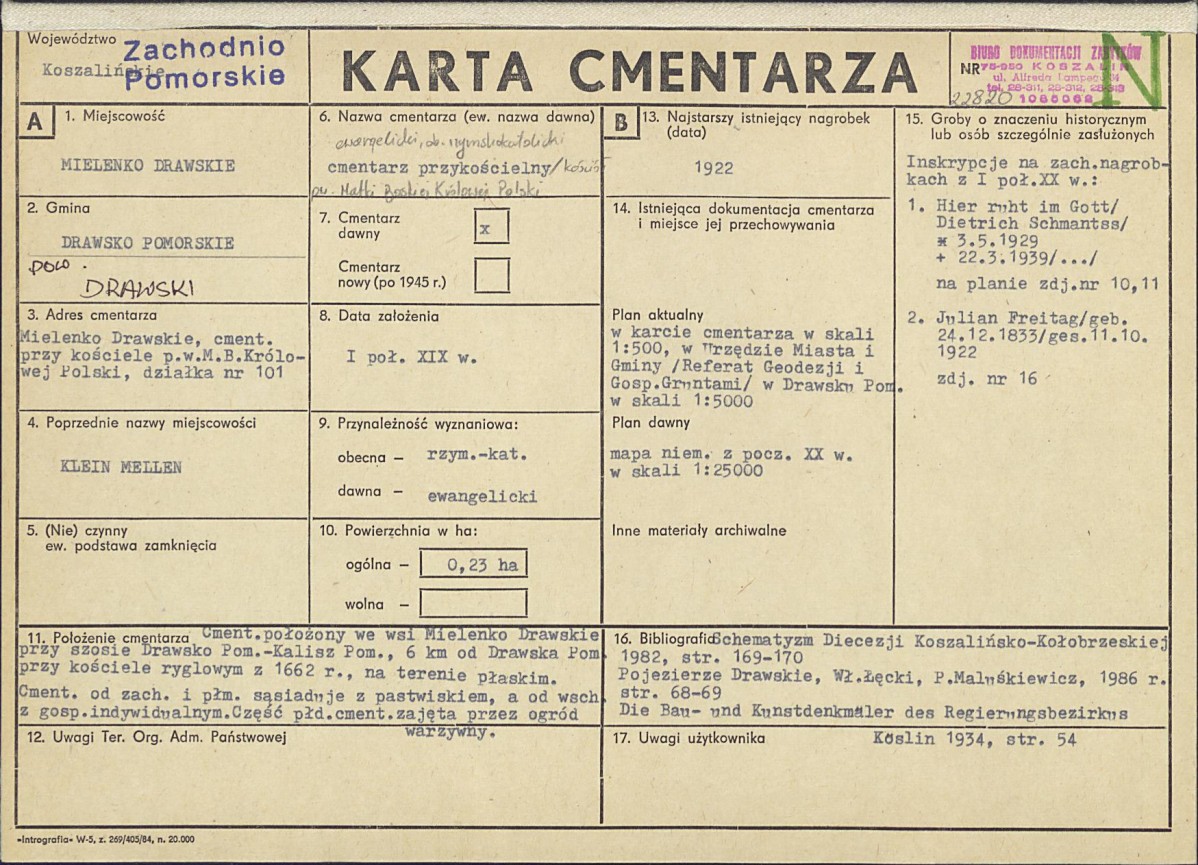 Województwo
Koszalińskie
Zachodnio
Pomorskie
KARTA CMENTARZA
BIURO DOKUMENTACJI ZABYTKÓW
75-950 KOSZALIN
NR
ul. Alfreda Lampego 34
tel. 28-311, 28-312, 28-313
22820
N
A
1. Miejscowość
MIELENKO DRAWSKIE
2. Gmina
DRAWSKO POMORSKIE
pow.
DRAWSKI
3. Adres cmentarza
Mielenko Drawskie, cment.
przy kościele p.w.M.B.Królo-
wej Polski, działka nr 101
4. Poprzednie nazwy miejscowości
KLEIN MELLEN
5. (Nie) czynny
ew. podstawa zamknięcia
6. Nazwa cmentarza (ew. nazwa dawna)
ewangelicki, ob. rzymskokatolicki
cmentarz przykościelny/kościół
pw. Matki Boskiej Królowej Polski
7. Cmentarz
dawny
x
Cmentarz
nowy (po 1945 r.)
8. Data założenia
I poł. XIX w.
9. Przynależność wyznaniowa:
obecna – rzym.-kat.
dawna – ewangelicki
10. Powierzchnia w ha:
ogólna – 0,23 ha
wolna –
B
13. Najstarszy istniejący nagrobek
(data)
1922
14. Istniejąca dokumentacja cmentarza
i miejsce jej przechowywania
Plan aktualny
w karcie cmentarza w skali
1:500, w Urzędzie Miasta i
Gminy /Referat Geodezji i
Gosp.Gruntami/ w Drawsku Pom.
w skali 1:5000
Plan dawny
mapa niem. z pocz. XX w.
w skali 1:25000
Inne materiały archiwalne
15. Groby o znaczeniu historycznym
lub osób szczególnie zasłużonych
Inskrypcje na zach.nagrob-
kach z I poł.XX w.:
1. Hier ruht im Gott/
Dietrich Schmantss/
* 3.5.1929
+ 22.3.1939/.../
na planie zdj.nr 10,11
2. Julian Freitag/geb.
24.12.1833/ges.11.10.
1922
zdj. nr 16
11. Położenie cmentarza Cment.położony we wsi Mielenko Drawskie
przy szosie Drawsko Pom.-Kalisz Pom., 6 km od Drawska Pom
przy kościele ryglowym z 1662 r., na terenie płaskim.
Cment. od zach. i płm. sąsiaduje z pastwiskiem, a od wsch.
z gosp.indywidualnym.Część płd.cment.zajęta przez ogród
warzywny.
12. Uwagi Ter. Org. Adm. Państwowej
16. Bibliografia Schematyzm Diecezji Koszalińsko-Kołobrzeskiej
1982, str. 169-170
Pojezierze Drawskie, Wł.Łęcki, P.Maluśkiewicz, 1986 r.
str. 68-69
Die Bau- und Kunstdenkmäler des Regierungsbezirkus
Köslin 1934, str. 54
17. Uwagi użytkownika
«Intrografia» W-5, z. 269/405/84, n. 20.000